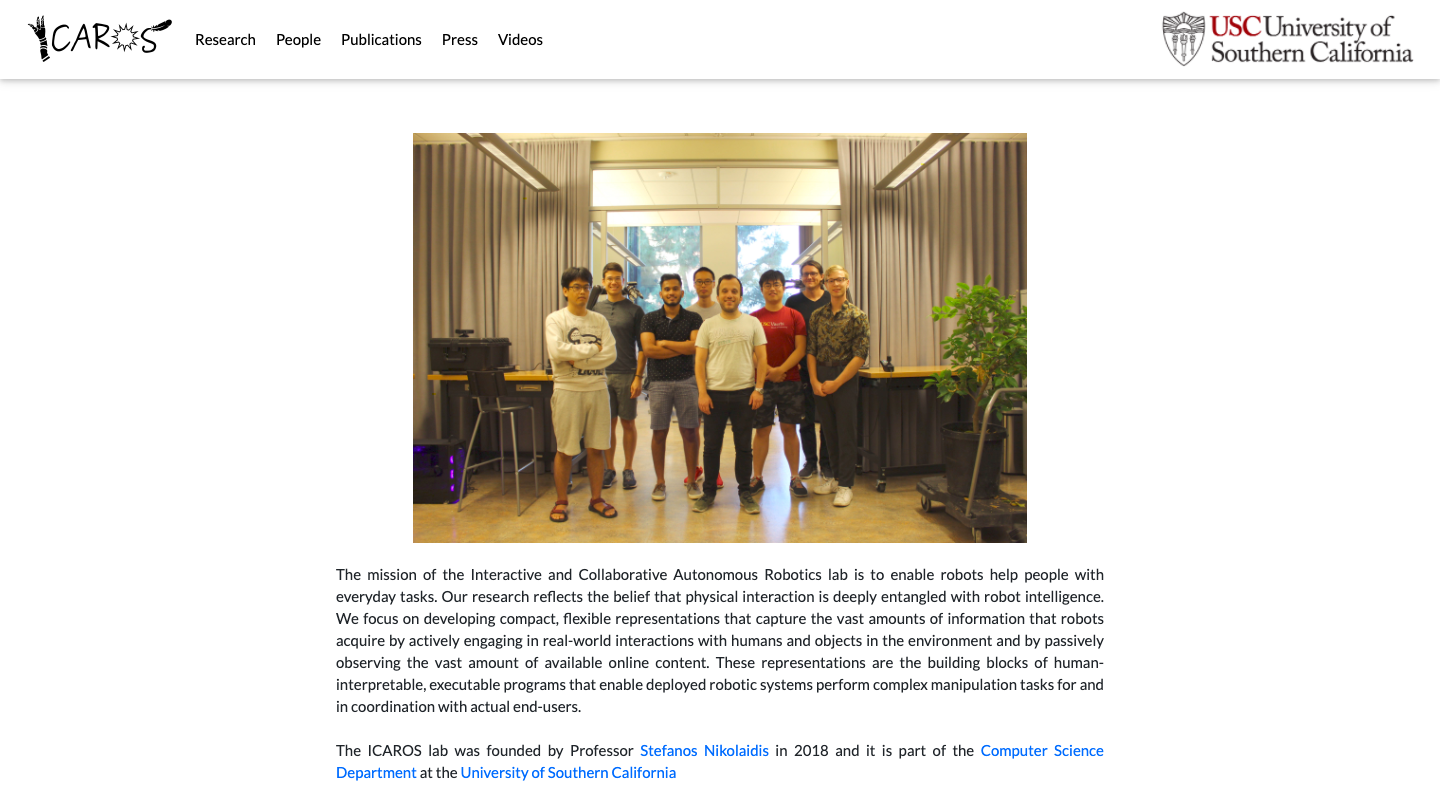 ICAROS
Research People Publications Press Videos
USC University of
Southern California
The mission of the Interactive and Collaborative Autonomous Robotics lab is to enable robots help people with
everyday tasks. Our research reflects the belief that physical interaction is deeply entangled with robot intelligence.
We focus on developing compact, flexible representations that capture the vast amounts of information that robots
acquire by actively engaging in real-world interactions with humans and objects in the environment and by passively
observing the vast amount of available online content. These representations are the building blocks of human-
interpretable, executable programs that enable deployed robotic systems perform complex manipulation tasks for and
in coordination with actual end-users.
The ICAROS lab was founded by Professor Stefanos Nikolaidis in 2018 and it is part of the Computer Science
Department at the University of Southern California